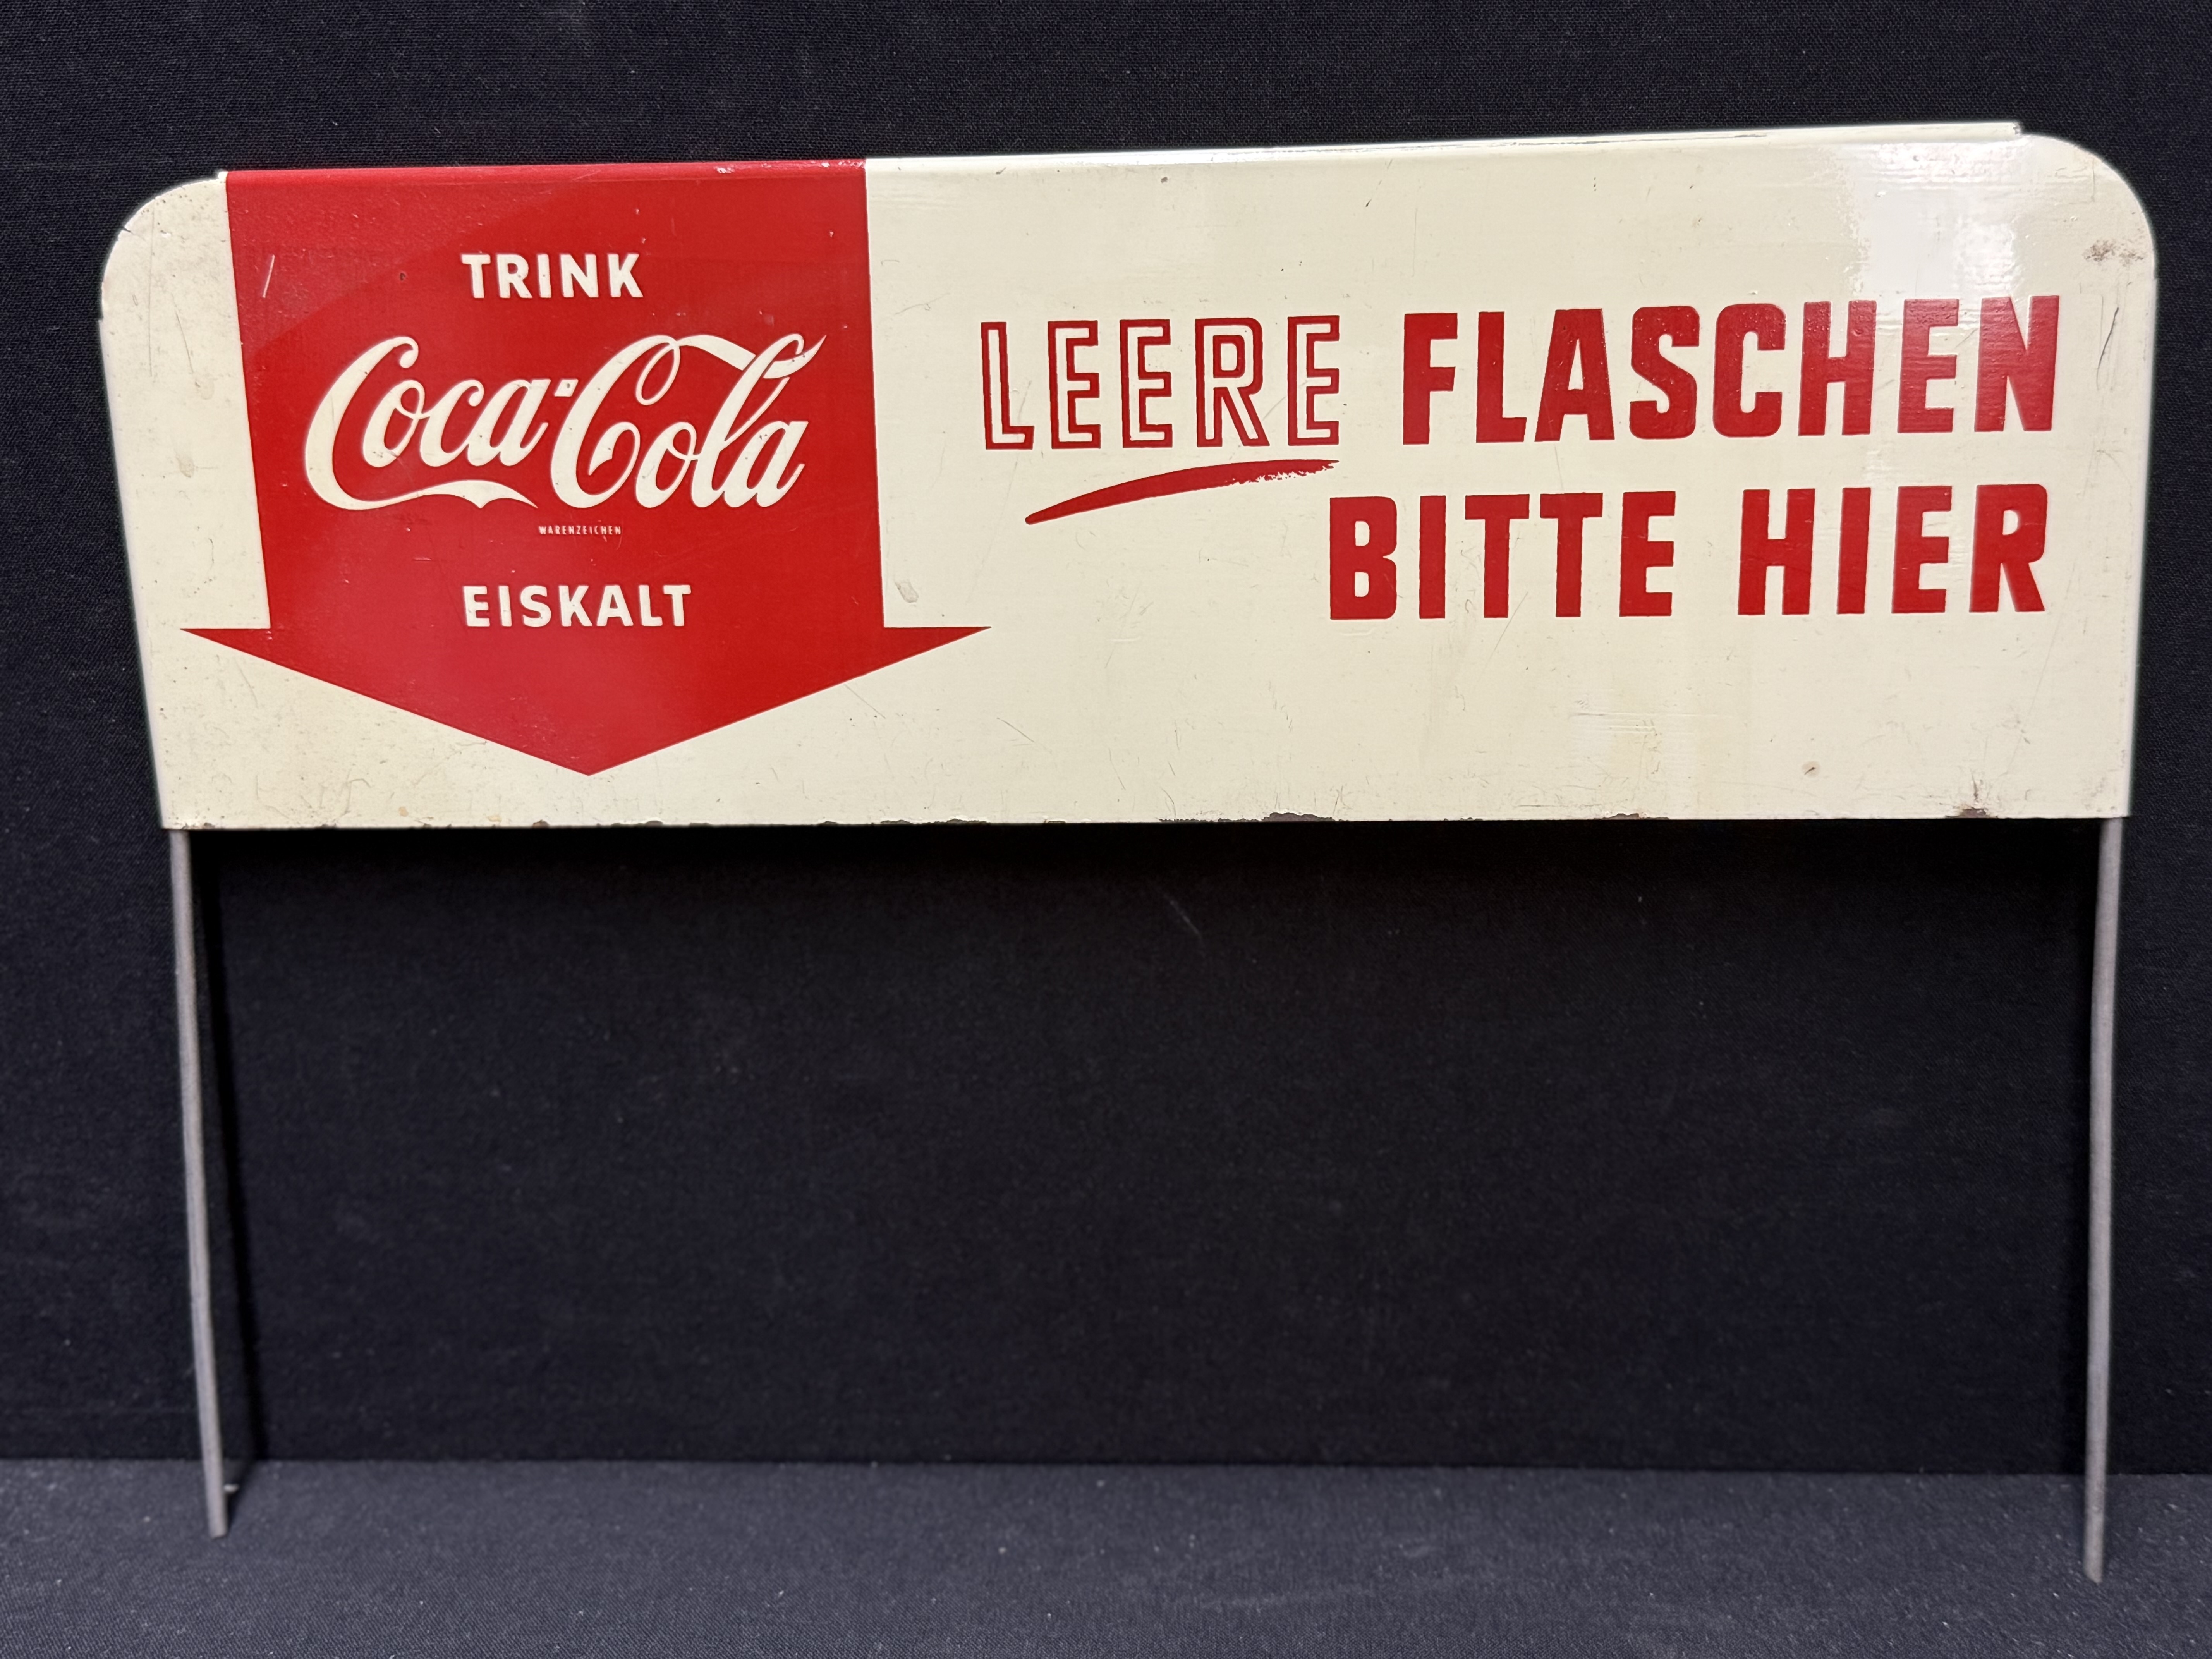 TRINK
Coca-Cola
WARENZEICHEN
EISKALT
LEERE FLASCHEN
BITTE HIER